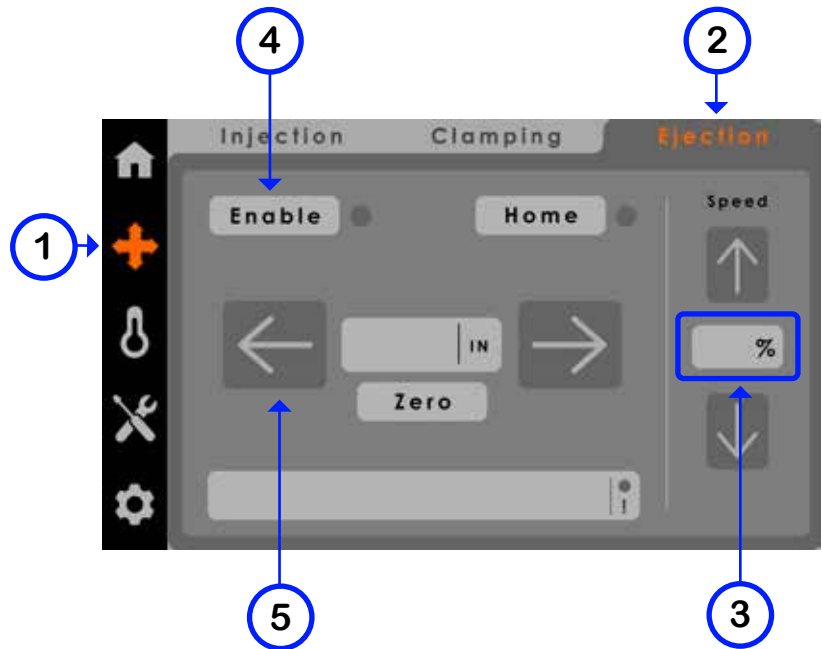 4
2
Injection
Clamping
Ejection
Enable
Home
Speed
1
IN
%
Zero
!
5
3